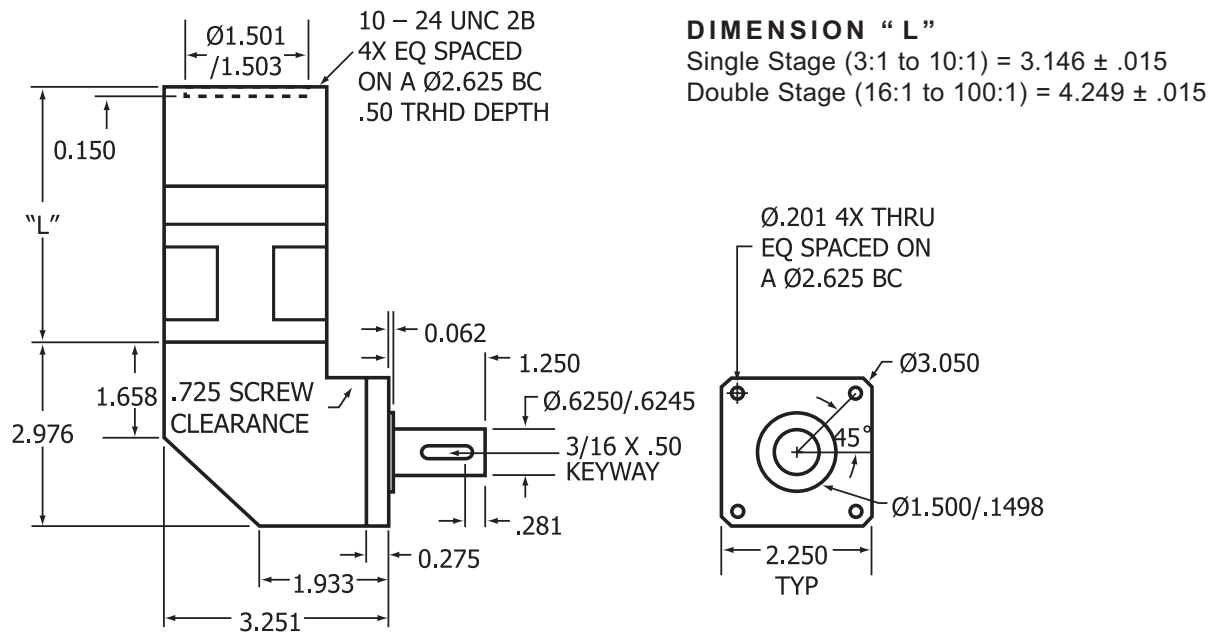 Ø1.501
/1.503
10 – 24 UNC 2B
4X EQ SPACED
ON A Ø2.625 BC
.50 TRHD DEPTH
DIMENSION “ L”
Single Stage (3:1 to 10:1) = 3.146 ± .015
Double Stage (16:1 to 100:1) = 4.249 ± .015
0.150
“L”
Ø.201 4X THRU
EQ SPACED ON
A Ø2.625 BC
0.062
1.250
Ø3.050
1.658
.725 SCREW
CLEARANCE
Ø.6250/.6245
2.976
3/16 X .50
KEYWAY
45°
Ø1.500/.1498
.281
0.275
2.250
TYP
1.933
3.251